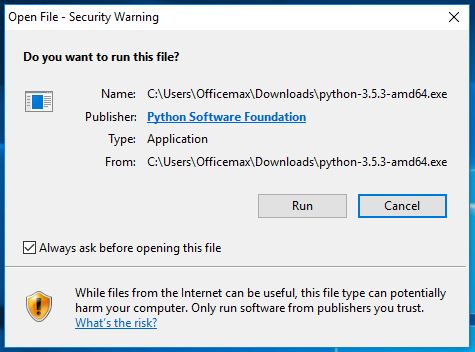 Open File - Security Warning
Do you want to run this file?
Name: C:\Users\Officemax\Downloads\python-3.5.3-amd64.exe
Publisher: Python Software Foundation
Type: Application
From: C:\Users\Officemax\Downloads\python-3.5.3-amd64.exe
Run Cancel
Always ask before opening this file
While files from the Internet can be useful, this file type can potentially
harm your computer. Only run software from publishers you trust.
What's the risk?